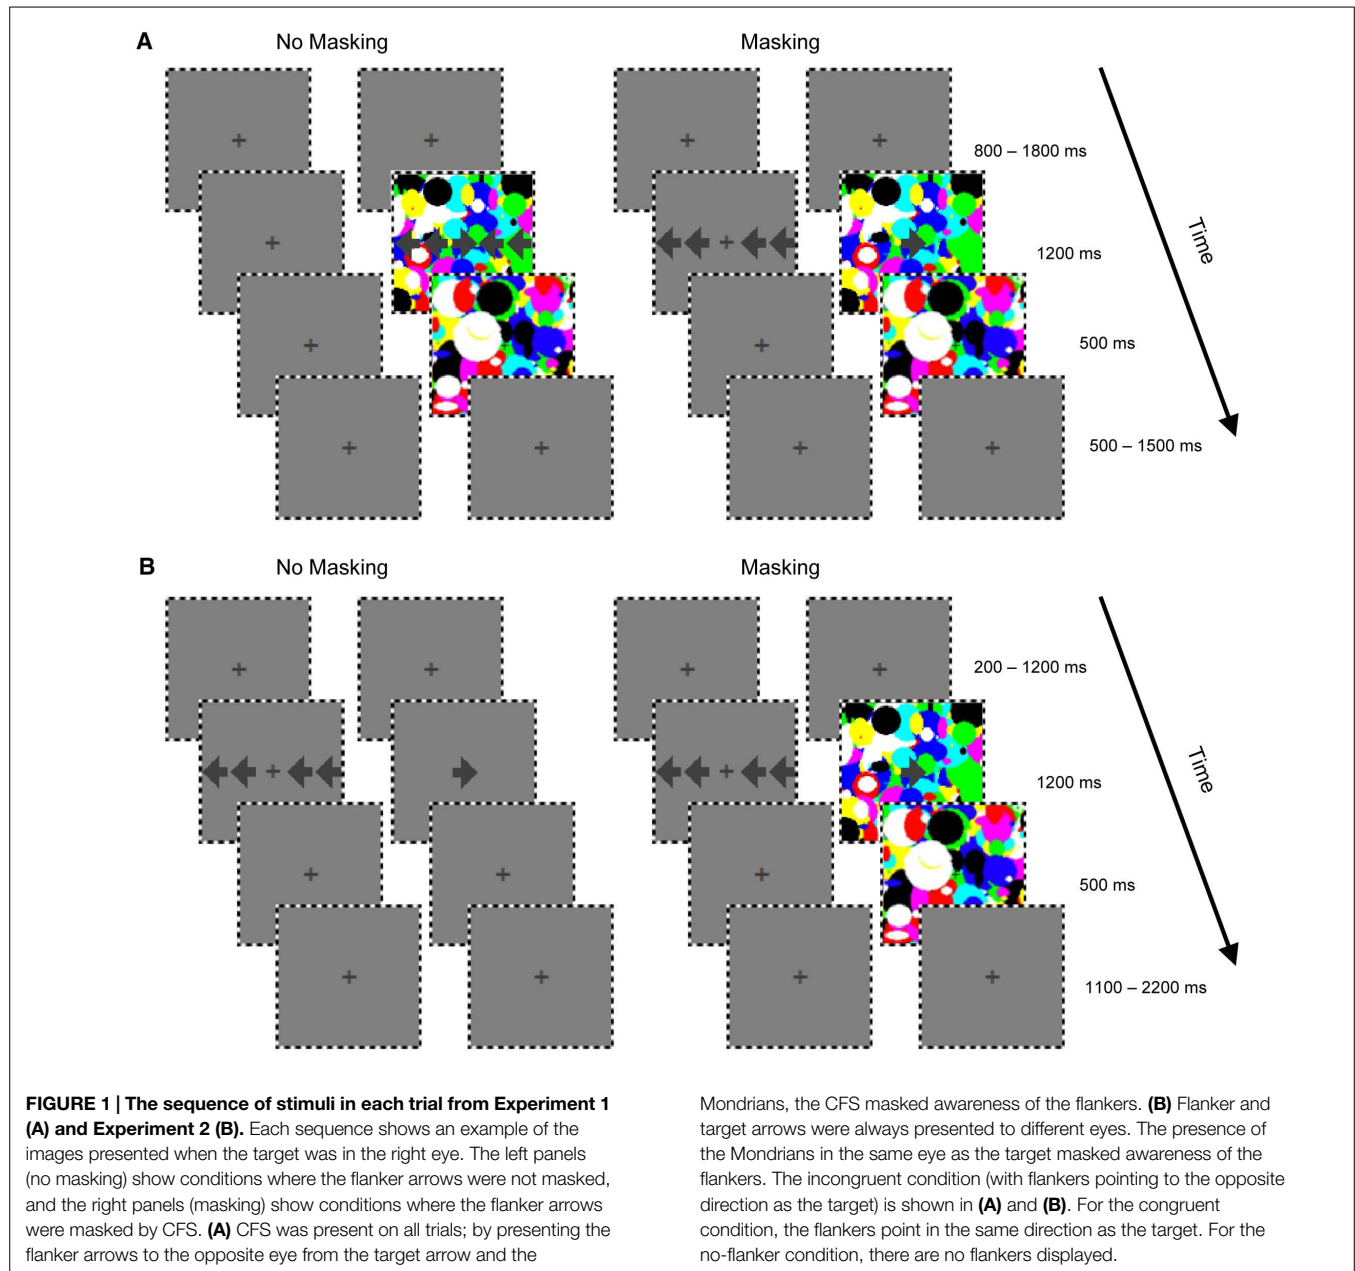 A
No Masking
Masking
800 – 1800 ms
1200 ms
500 ms
500 – 1500 ms
Time
B
No Masking
Masking
200 – 1200 ms
1200 ms
500 ms
1100 – 2200 ms
Time
FIGURE 1 | The sequence of stimuli in each trial from Experiment 1
(A) and Experiment 2 (B). Each sequence shows an example of the
images presented when the target was in the right eye. The left panels
(no masking) show conditions where the flanker arrows were not masked,
and the right panels (masking) show conditions where the flanker arrows
were masked by CFS. (A) CFS was present on all trials; by presenting the
flanker arrows to the opposite eye from the target arrow and the
Mondrians, the CFS masked awareness of the flankers. (B) Flanker and
target arrows were always presented to different eyes. The presence of
the Mondrians in the same eye as the target masked awareness of the
flankers. The incongruent condition (with flankers pointing to the opposite
direction as the target) is shown in (A) and (B). For the congruent
condition, the flankers point in the same direction as the target. For the
no-flanker condition, there are no flankers displayed.